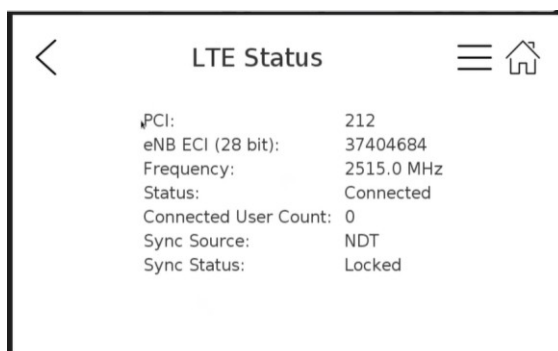 LTE Status
PCI: 212
eNB ECI (28 bit): 37404684
Frequency: 2515.0 MHz
Status: Connected
Connected User Count: 0
Sync Source: NDT
Sync Status: Locked